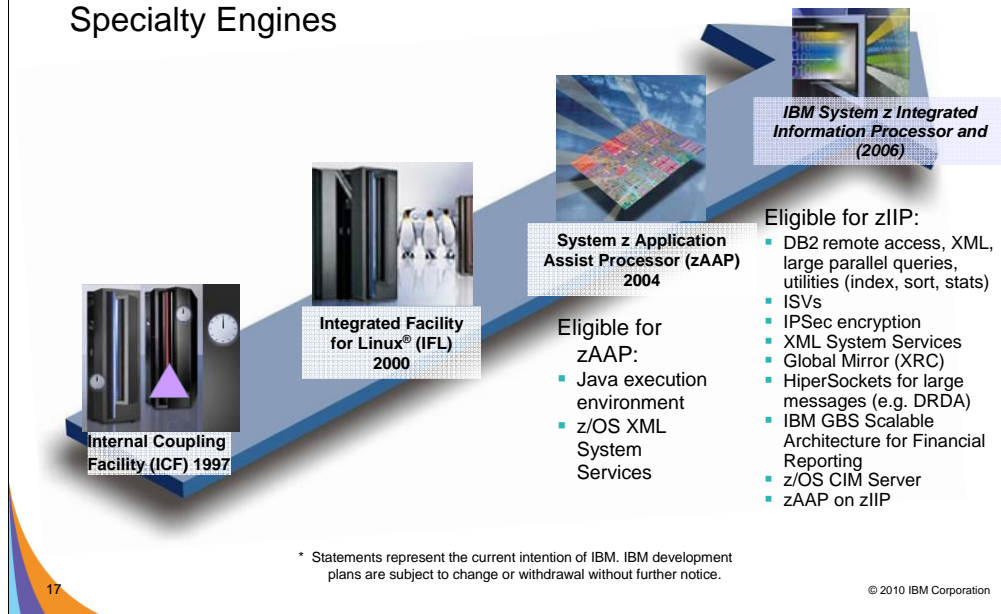 Specialty Engines
Internal Coupling
Facility (ICF) 1997
Integrated Facility
for Linux® (IFL)
2000
System z Application
Assist Processor (zAAP)
2004
Eligible for
zAAP:
▪ Java execution
environment
▪ z/OS XML
System
Services
IBM System z Integrated
Information Processor and
(2006)
Eligible for zIIP:
▪ DB2 remote access, XML,
large parallel queries,
utilities (index, sort, stats)
▪ ISVs
▪ IPSec encryption
▪ XML System Services
▪ Global Mirror (XRC)
▪ HiperSockets for large
messages (e.g. DRDA)
▪ IBM GBS Scalable
Architecture for Financial
Reporting
▪ z/OS CIM Server
▪ zAAP on zIIP
* Statements represent the current intention of IBM. IBM development
plans are subject to change or withdrawal without further notice.
17
© 2010 IBM Corporation